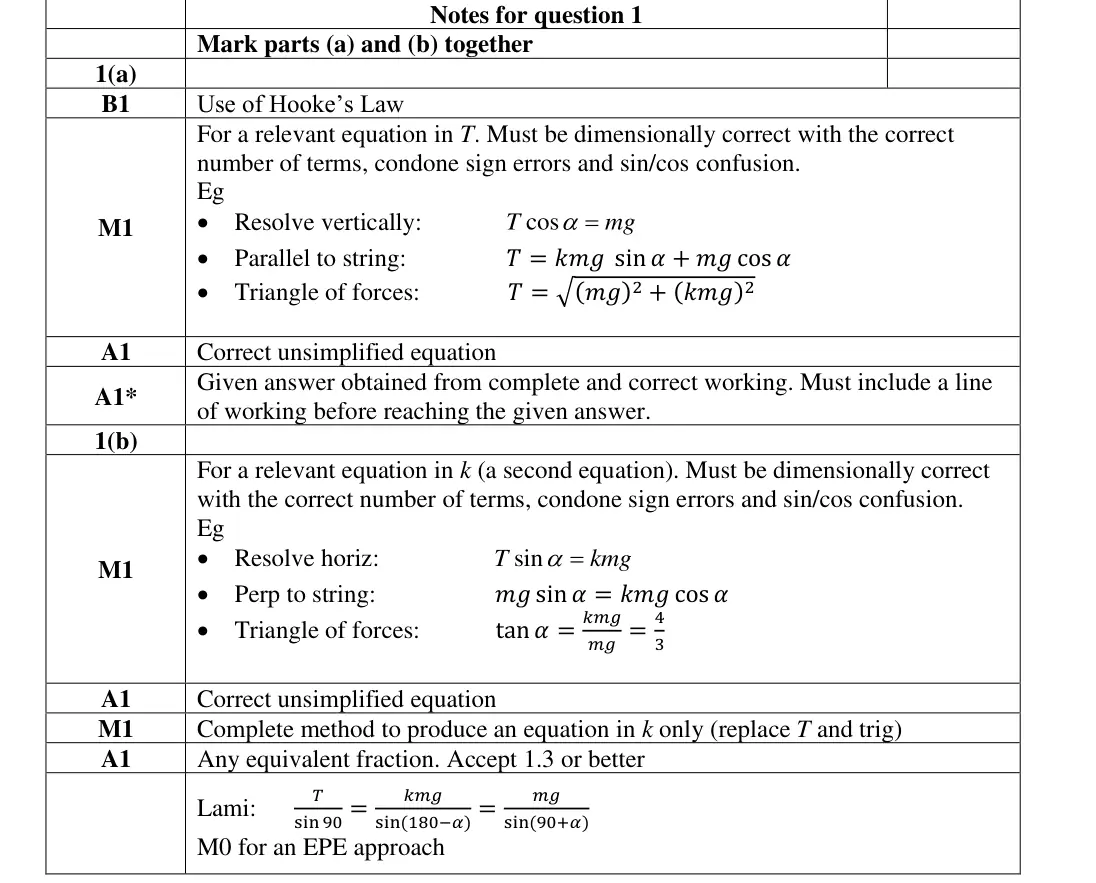 Notes for question 1
Mark parts (a) and (b) together
1(a)
B1 Use of Hooke's Law
M1 For a relevant equation in T. Must be dimensionally correct with the correct
number of terms, condone sign errors and sin/cos confusion.
Eg
• Resolve vertically: T cos α = mg
• Parallel to string: T = kmg sin α + mg cos α
• Triangle of forces: T = √((mg)² + (kmg)²)
A1 Correct unsimplified equation
A1* Given answer obtained from complete and correct working. Must include a line
of working before reaching the given answer.
1(b)
M1 For a relevant equation in k (a second equation). Must be dimensionally correct
with the correct number of terms, condone sign errors and sin/cos confusion.
Eg
• Resolve horiz: T sin α = kmg
• Perp to string: mg sin α = kmg cos α
• Triangle of forces: tan α = kmg/mg = 4/3
A1 Correct unsimplified equation
M1 Complete method to produce an equation in k only (replace T and trig)
A1 Any equivalent fraction. Accept 1.3 or better
Lami: T/sin 90 = kmg/sin(180−α) = mg/sin(90+α)
M0 for an EPE approach